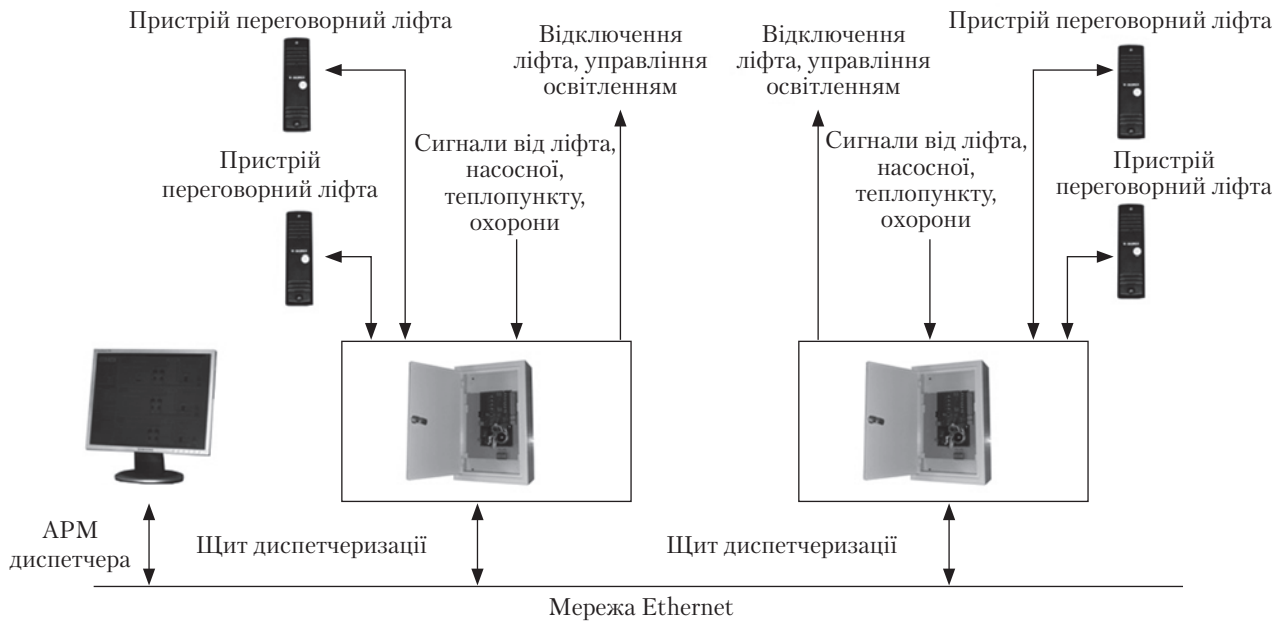 Пристрій переговорний ліфта
Відключення
ліфта, управління
освітленням
Сигнали від ліфта,
насосної,
теплопункту,
охорони
Пристрій
переговорний ліфта
Відключення
ліфта, управління
освітленням
Сигнали від ліфта,
насосної,
теплопункту,
охорони
Пристрій переговорний ліфта
Пристрій
переговорний ліфта
АРМ
диспетчера
Щит диспетчеризації
Щит диспетчеризації
Мережа Ethernet